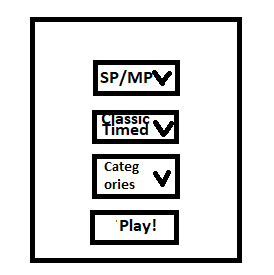 SP/MP
Classic
Timed
Categ
ories
Play!